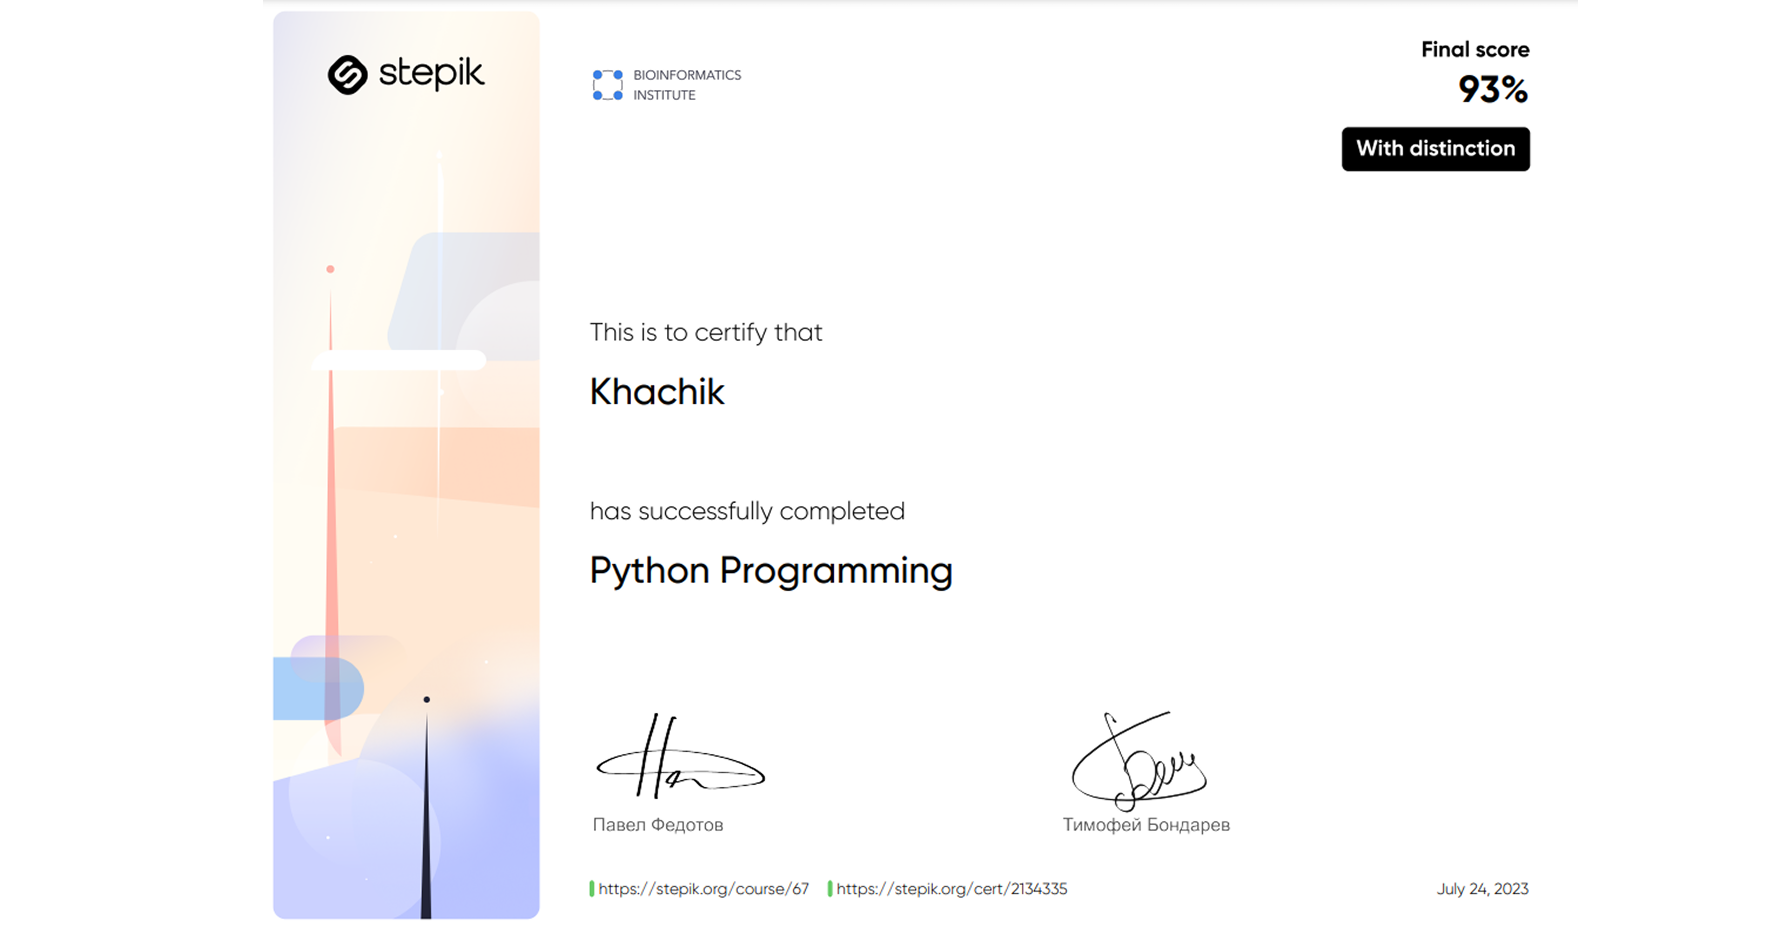 stepik
BIOINFORMATICS
INSTITUTE
Final score
93%
With distinction
This is to certify that
Khachik
has successfully completed
Python Programming
Павел Федотов
Тимофей Бондарев
https://stepik.org/course/67 https://stepik.org/cert/2134335 July 24, 2023